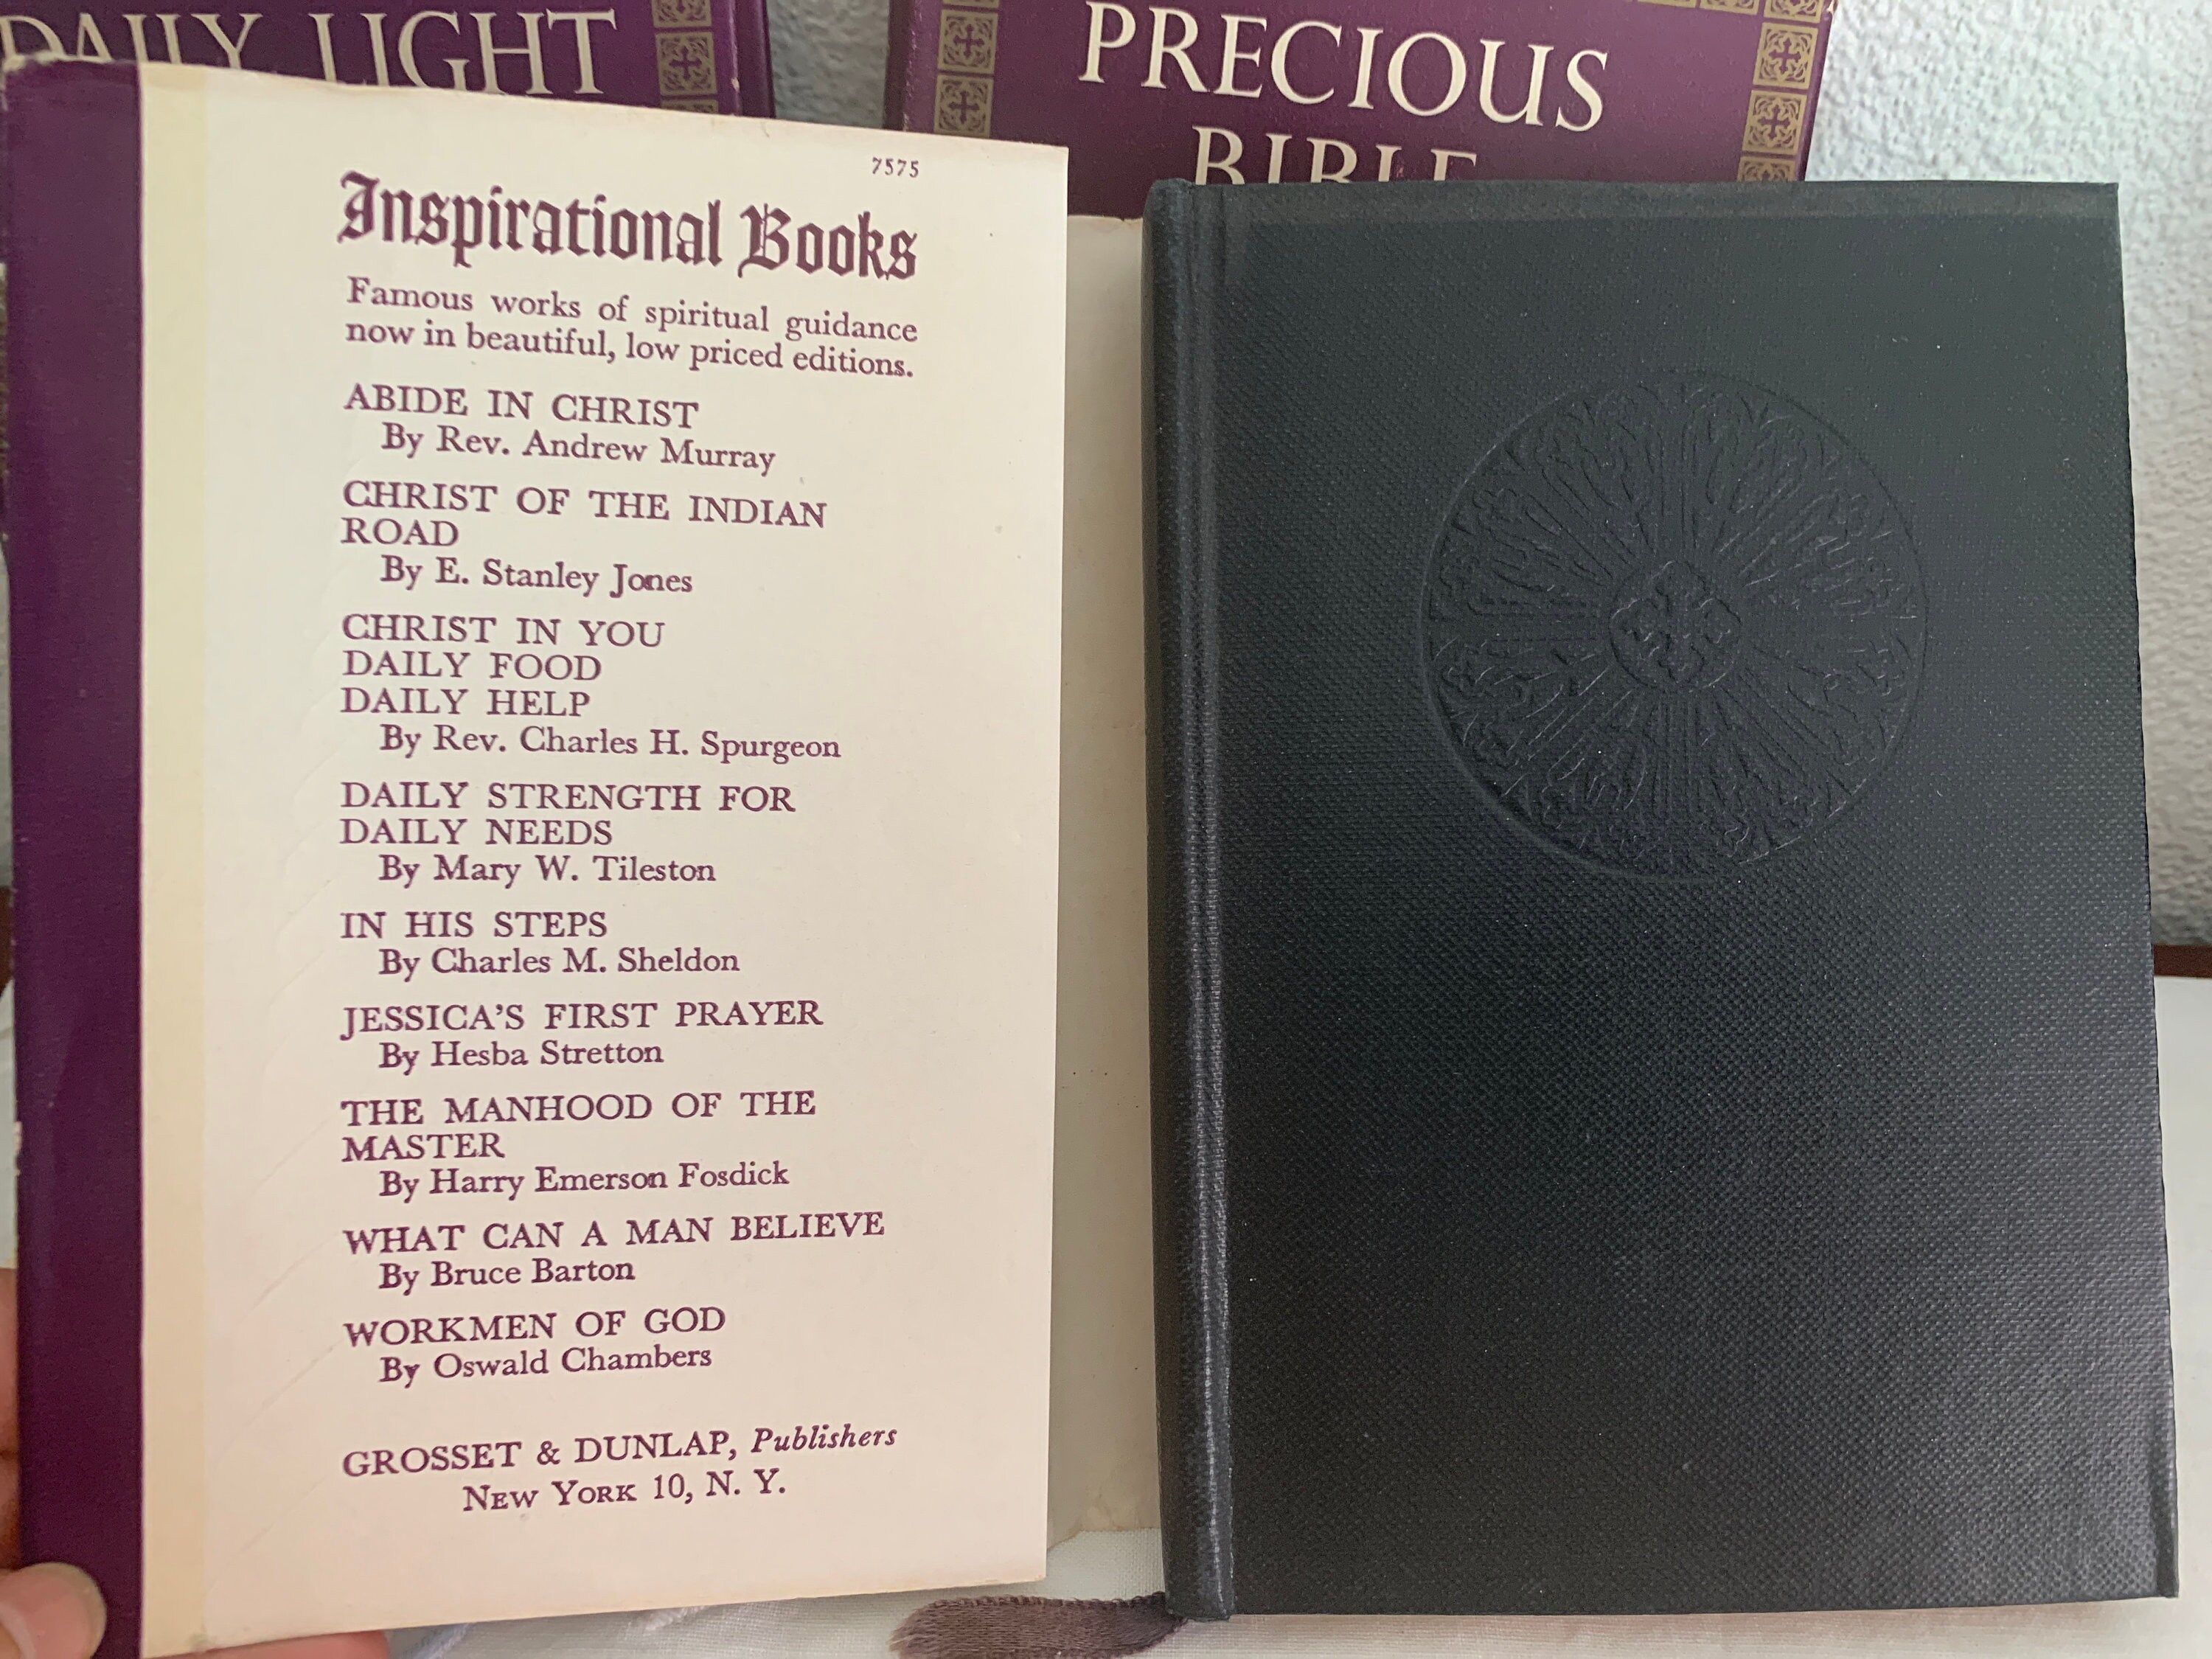 DAILY LIGHT
PRECIOUS
BIBLE
7575
Inspirational Books
Famous works of spiritual guidance
now in beautiful, low priced editions.
ABIDE IN CHRIST
By Rev. Andrew Murray
CHRIST OF THE INDIAN
ROAD
By E. Stanley Jones
CHRIST IN YOU
DAILY FOOD
DAILY HELP
By Rev. Charles H. Spurgeon
DAILY STRENGTH FOR
DAILY NEEDS
By Mary W. Tileston
IN HIS STEPS
By Charles M. Sheldon
JESSICA'S FIRST PRAYER
By Hesba Stretton
THE MANHOOD OF THE
MASTER
By Harry Emerson Fosdick
WHAT CAN A MAN BELIEVE
By Bruce Barton
WORKMEN OF GOD
By Oswald Chambers
GROSSET & DUNLAP, Publishers
NEW YORK 10, N. Y.